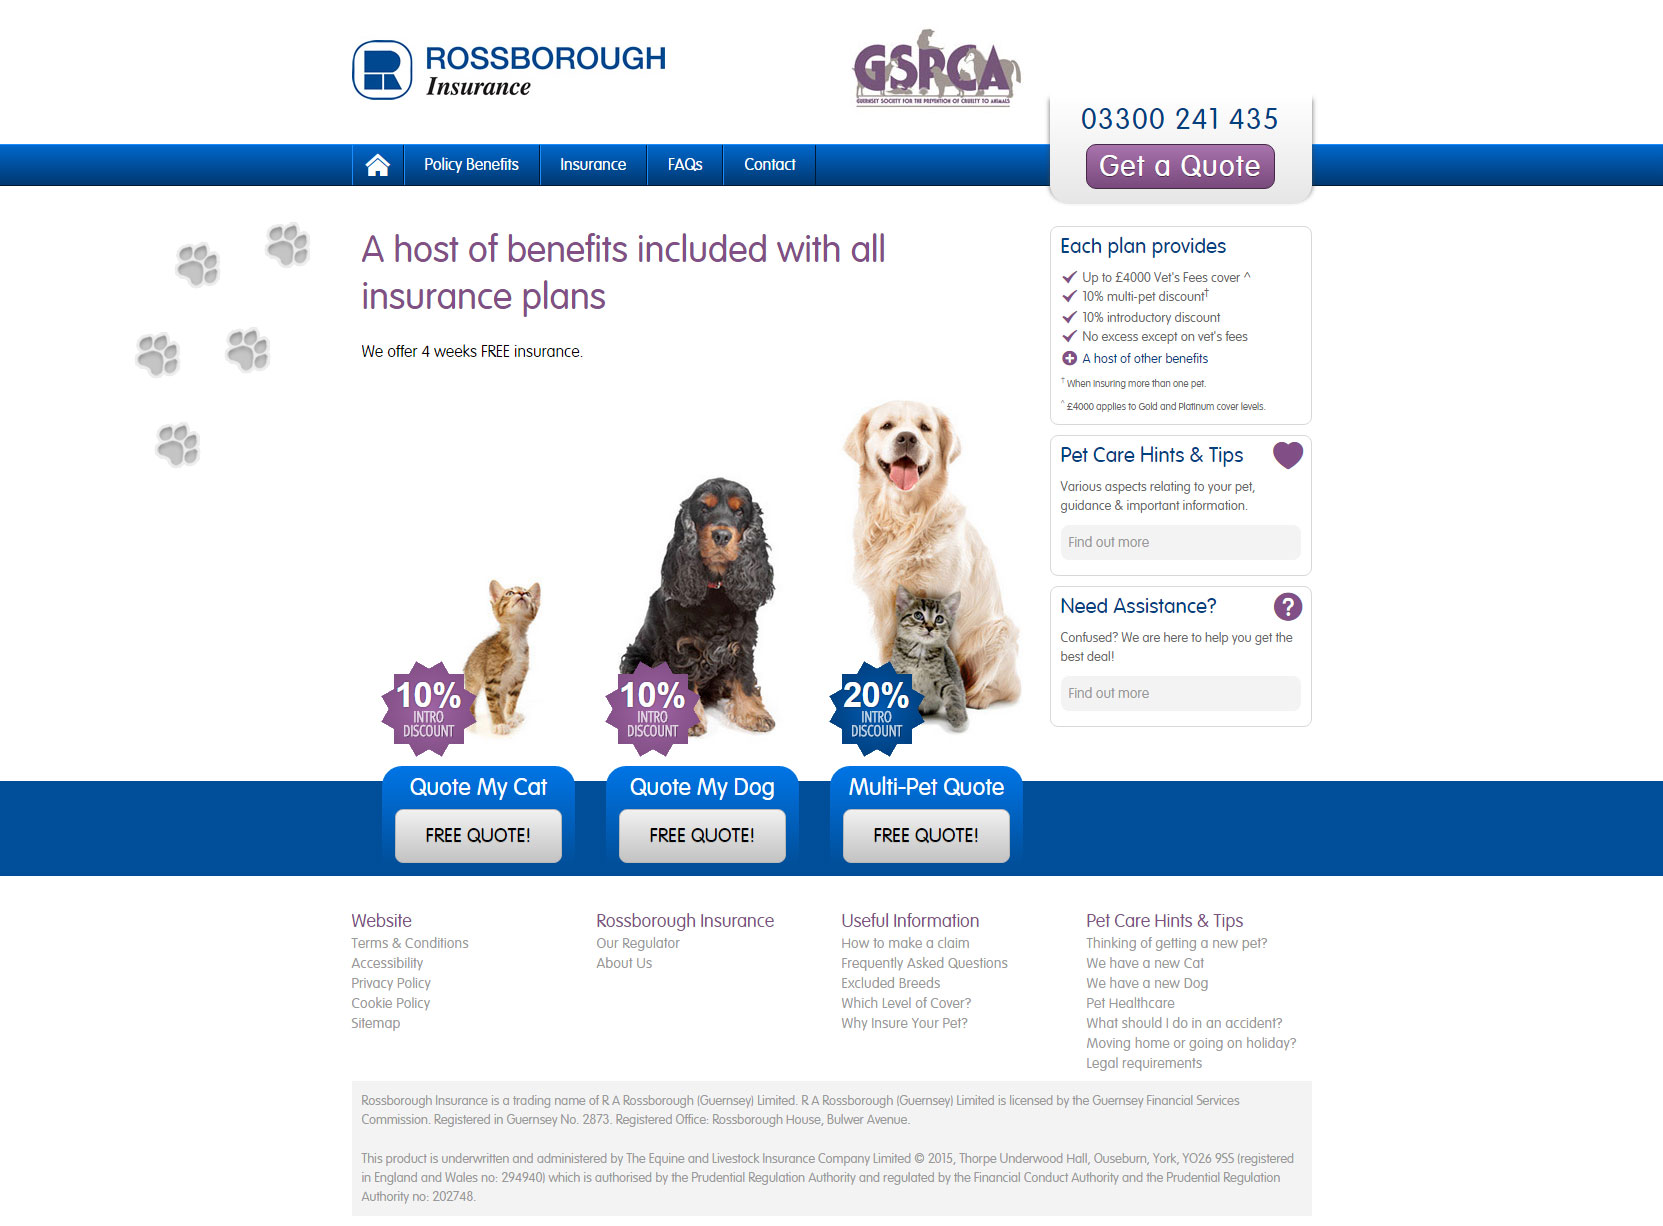 ROSSBOROUGH
Insurance
GSPCA
GUERNSEY SOCIETY FOR THE PREVENTION OF CRUELTY TO ANIMALS
03300 241 435
Get a Quote
Policy Benefits
Insurance
FAQs
Contact
A host of benefits included with all
insurance plans
We offer 4 weeks FREE insurance.
Each plan provides
Up to £4000 Vet's Fees cover ^
10% multi-pet discount†
10% introductory discount
No excess except on vet's fees
A host of other benefits
† When insuring more than one pet.
^ £4000 applies to Gold and Platinum cover levels.
Pet Care Hints & Tips
Various aspects relating to your pet,
guidance & important information.
Find out more
Need Assistance?
?
Confused? We are here to help you get the
best deal!
Find out more
10%
INTRO
DISCOUNT
10%
INTRO
DISCOUNT
20%
INTRO
DISCOUNT
Quote My Cat
FREE QUOTE!
Quote My Dog
FREE QUOTE!
Multi-Pet Quote
FREE QUOTE!
Website
Terms & Conditions
Accessibility
Privacy Policy
Cookie Policy
Sitemap
Rossborough Insurance
Our Regulator
About Us
Useful Information
How to make a claim
Frequently Asked Questions
Excluded Breeds
Which Level of Cover?
Why Insure Your Pet?
Pet Care Hints & Tips
Thinking of getting a new pet?
We have a new Cat
We have a new Dog
Pet Healthcare
What should I do in an accident?
Moving home or going on holiday?
Legal requirements
Rossborough Insurance is a trading name of R A Rossborough (Guernsey) Limited. R A Rossborough (Guernsey) Limited is licensed by the Guernsey Financial Services
Commission. Registered in Guernsey No. 2873. Registered Office: Rossborough House, Bulwer Avenue.
This product is underwritten and administered by The Equine and Livestock Insurance Company Limited © 2015, Thorpe Underwood Hall, Ouseburn, York, YO26 9SS (registered
in England and Wales no: 294940) which is authorised by the Prudential Regulation Authority and regulated by the Financial Conduct Authority and the Prudential Regulation
Authority no: 202748.